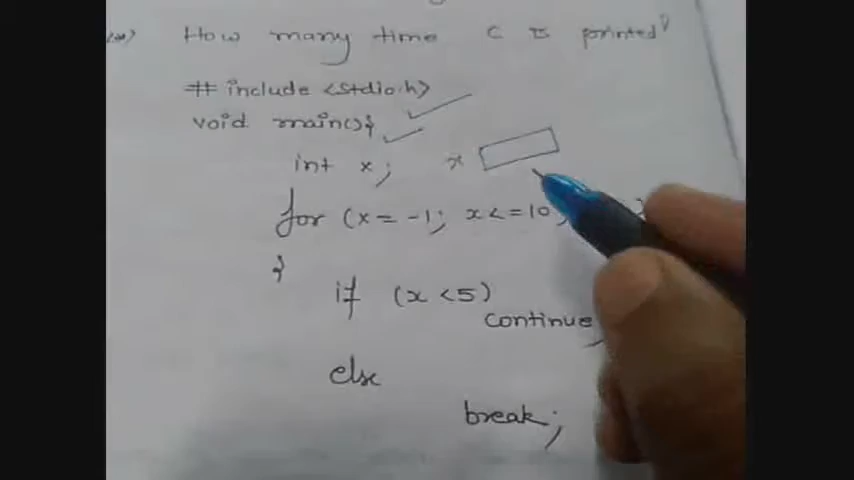 How many time C is printed?
# include <stdio.h>
void main(){
int x; x
for (x = -1; x <= 10;
{
if (x < 5)
continue;
else
break;